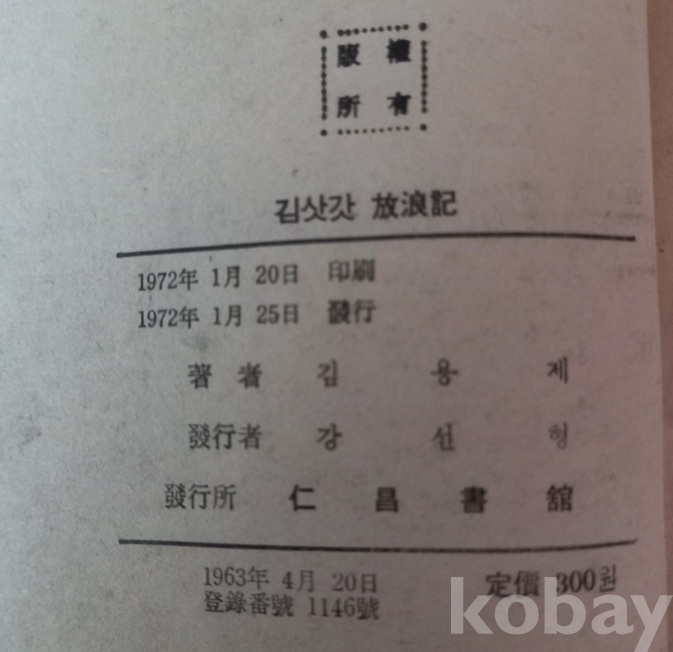 版權
所有
김삿갓 放浪記
1972年 1月 20日 印刷
1972年 1月 25日 發行
著者 김용제
發行者 강선형
發行所 仁昌書舘
1963年 4月 20日
登錄番號 1146號
定價 300원
kobay